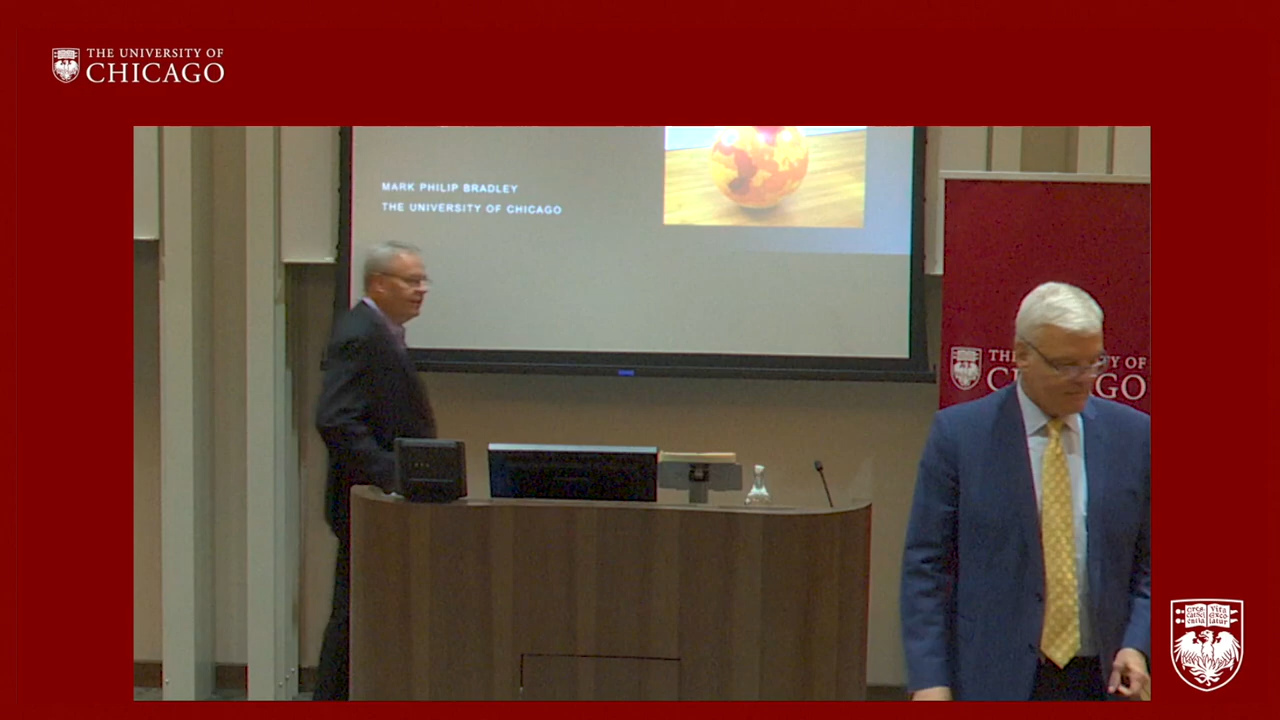 THE UNIVERSITY OF
CHICAGO
MARK PHILIP BRADLEY
THE UNIVERSITY OF CHICAGO